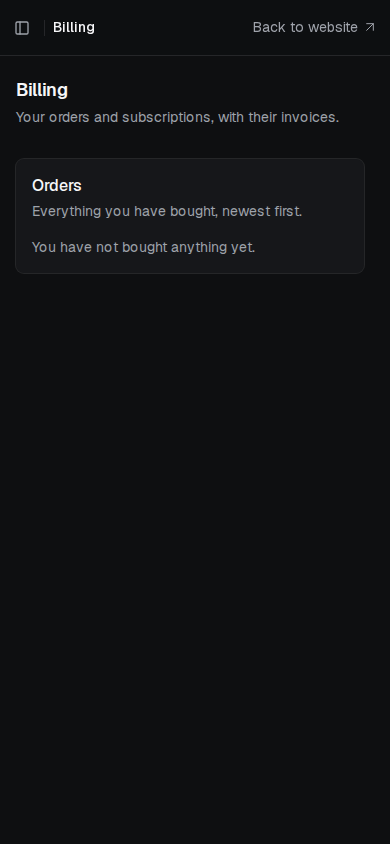 Billing
Back to website
Billing
Your orders and subscriptions, with their invoices.
Orders
Everything you have bought, newest first.
You have not bought anything yet.